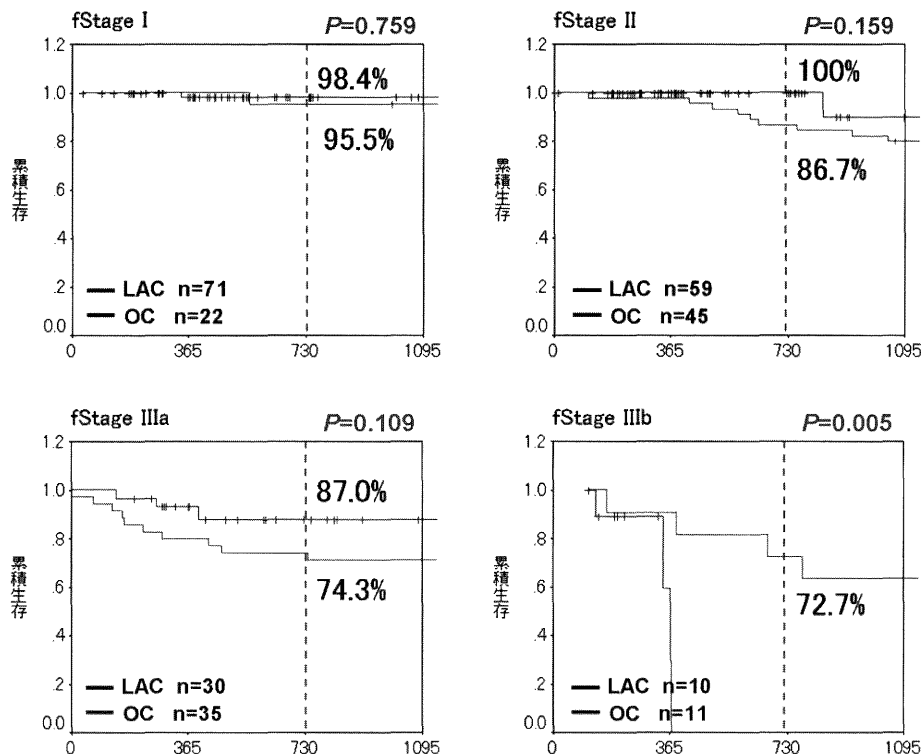 fStage I
P=0.759
1.2
1.0
.8
.6
.4
.2
0.0
累積生存
98.4%
95.5%
LAC n=71
OC n=22
0 365 730 1095
fStage II
P=0.159
1.2
1.0
.8
.6
.4
.2
0.0
累積生存
100%
86.7%
LAC n=59
OC n=45
0 365 730 1095
fStage IIIa
P=0.109
1.2
1.0
.8
.6
.4
.2
0.0
累積生存
87.0%
74.3%
LAC n=30
OC n=35
0 365 730 1095
fStage IIIb
P=0.005
1.2
1.0
.8
.6
.4
.2
0.0
累積生存
72.7%
LAC n=10
OC n=11
0 365 730 1095